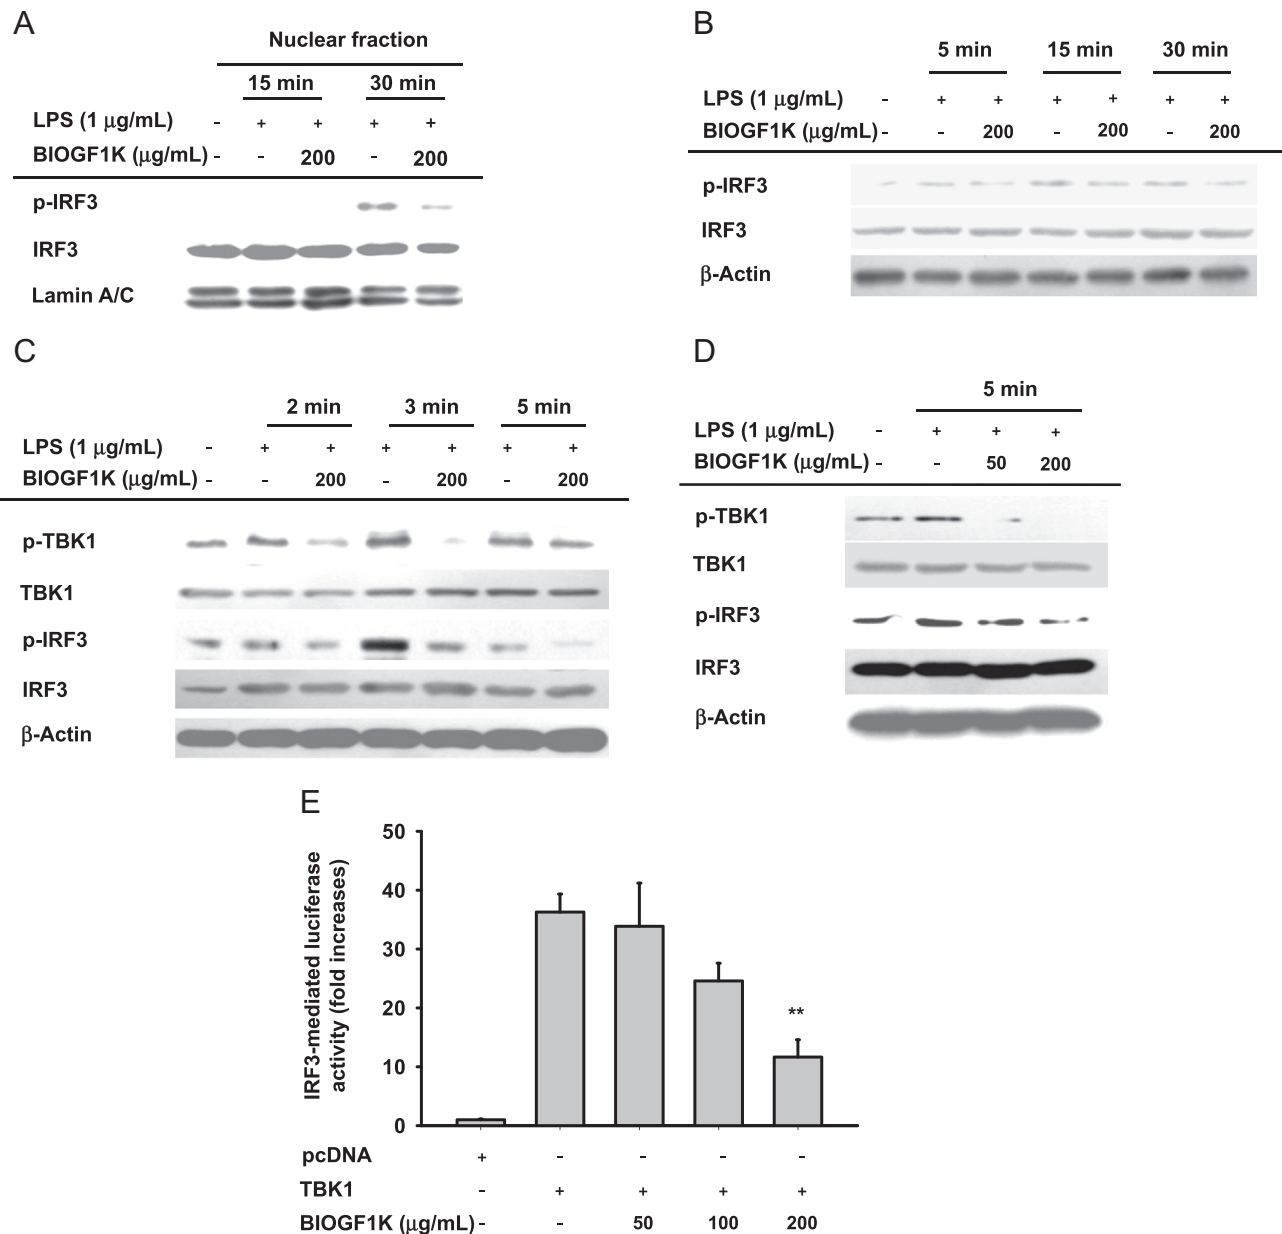 A
Nuclear fraction
15 min 30 min
LPS (1 μg/mL) - + + + +
BIOGF1K (μg/mL) - - 200 - 200
p-IRF3
IRF3
Lamin A/C
B
5 min 15 min 30 min
LPS (1 μg/mL) - + + + + + +
BIOGF1K (μg/mL) - - 200 - 200 - 200
p-IRF3
IRF3
β-Actin
C
2 min 3 min 5 min
LPS (1 μg/mL) - + + + + + +
BIOGF1K (μg/mL) - - 200 - 200 - 200
p-TBK1
TBK1
p-IRF3
IRF3
β-Actin
D
5 min
LPS (1 μg/mL) - + + +
BIOGF1K (μg/mL) - - 50 200
p-TBK1
TBK1
p-IRF3
IRF3
β-Actin
E
IRF3-mediated luciferase
activity (fold increases)
50
40
30
20
10
0
**
pcDNA + - - - -
TBK1 - + + + +
BIOGF1K (μg/mL) - - 50 100 200